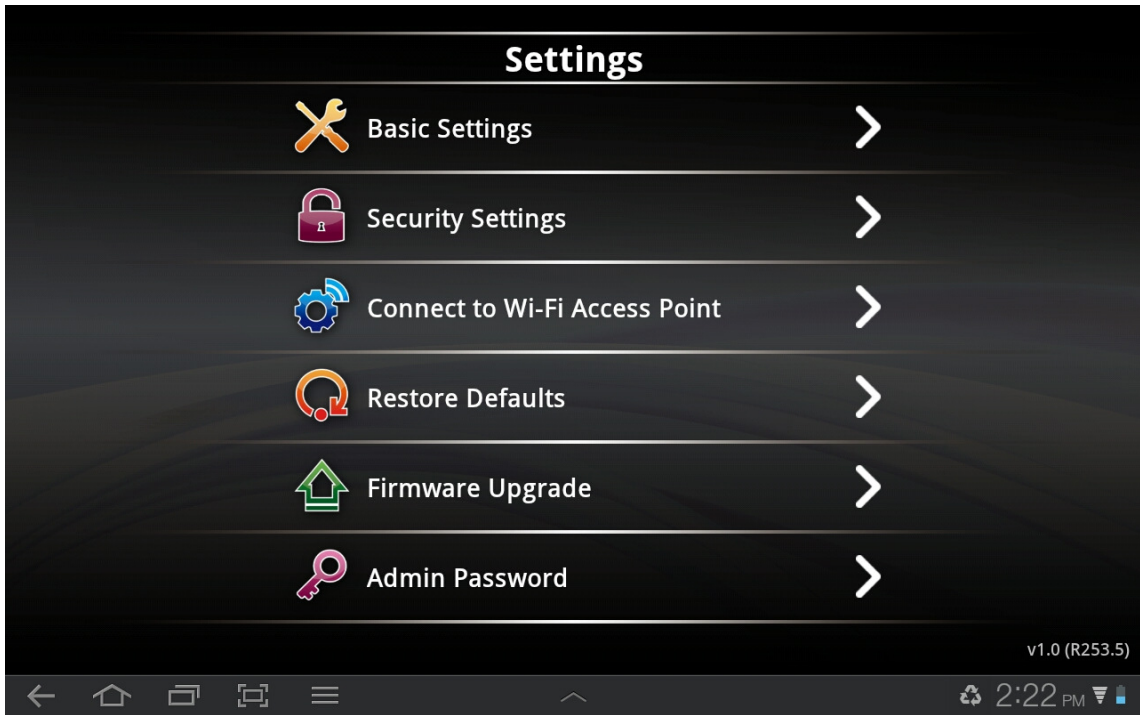 Settings
Basic Settings
Security Settings
Connect to Wi-Fi Access Point
Restore Defaults
Firmware Upgrade
Admin Password
v1.0 (R253.5)
2:22 PM